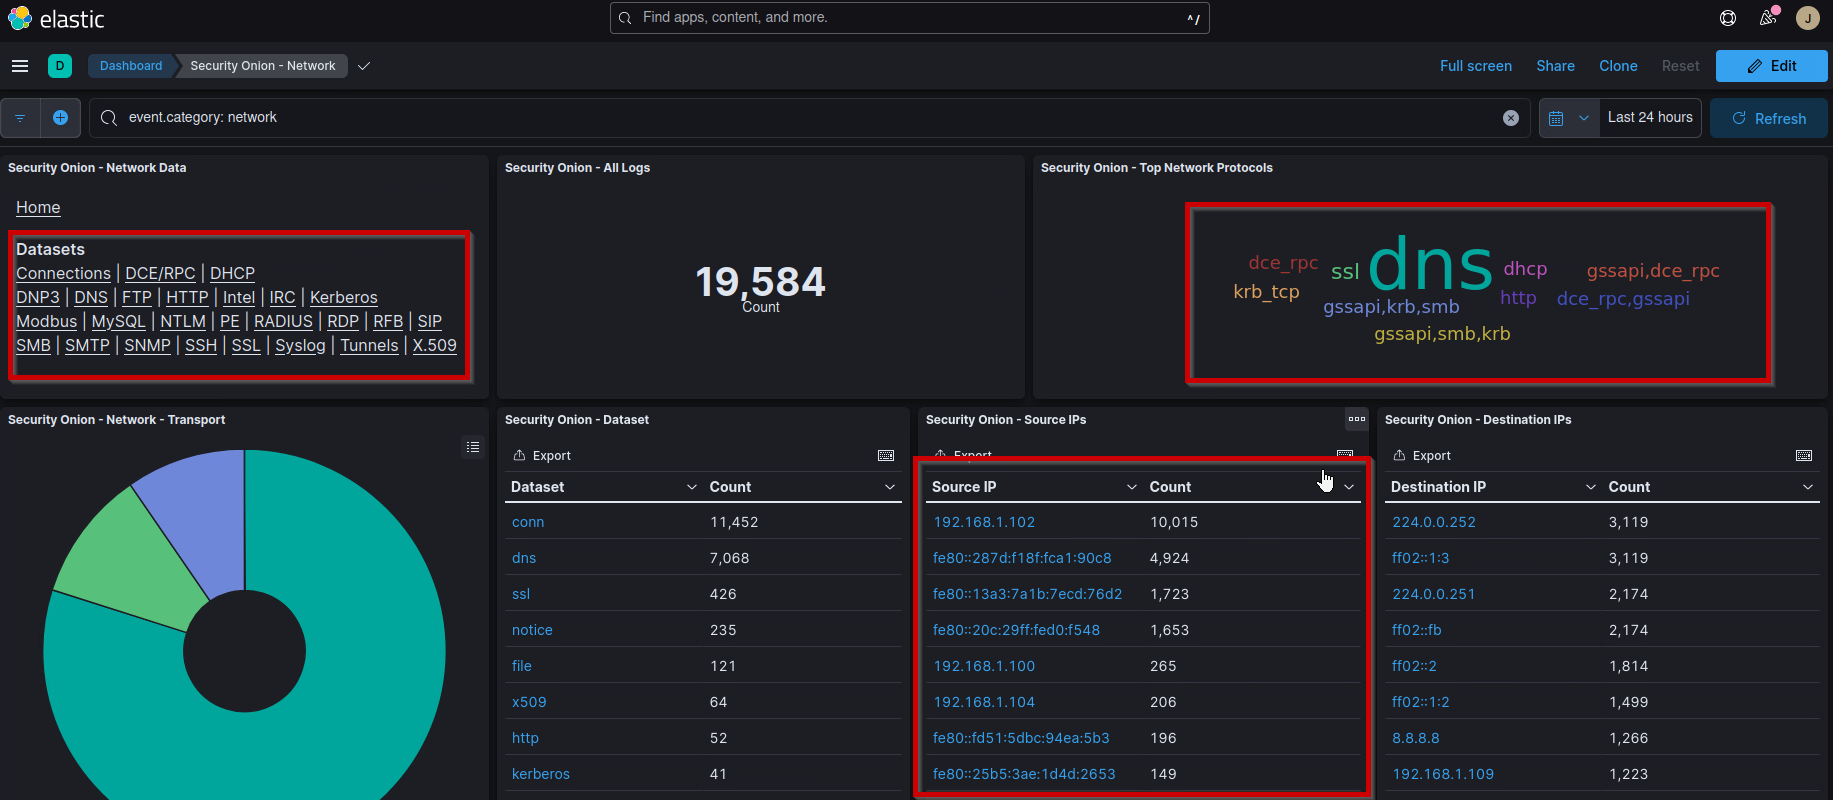 elastic
Find apps, content, and more.
^/
J
D
Dashboard
Security Onion - Network
Full screen
Share
Clone
Reset
Edit
event.category: network
Last 24 hours
Refresh
Security Onion - Network Data
Home
Datasets
Connections | DCE/RPC | DHCP
DNP3 | DNS | FTP | HTTP | Intel | IRC | Kerberos
Modbus | MySQL | NTLM | PE | RADIUS | RDP | RFB | SIP
SMB | SMTP | SNMP | SSH | SSL | Syslog | Tunnels | X.509
Security Onion - All Logs
19,584
Count
Security Onion - Top Network Protocols
dce_rpc ssl dns dhcp gssapi,dce_rpc
krb_tcp gssapi,krb,smb http dce_rpc,gssapi
gssapi,smb,krb
Security Onion - Network - Transport
Security Onion - Dataset
Export
Dataset Count
conn 11,452
dns 7,068
ssl 426
notice 235
file 121
x509 64
http 52
kerberos 41
Security Onion - Source IPs
Export
Source IP Count
192.168.1.102 10,015
fe80::287d:f18f:fca1:90c8 4,924
fe80::13a3:7a1b:7ecd:76d2 1,723
fe80::20c:29ff:fed0:f548 1,653
192.168.1.100 265
192.168.1.104 206
fe80::fd51:5dbc:94ea:5b3 196
fe80::25b5:3ae:1d4d:2653 149
Security Onion - Destination IPs
Export
Destination IP Count
224.0.0.252 3,119
ff02::1:3 3,119
224.0.0.251 2,174
ff02::fb 2,174
ff02::2 1,814
ff02::1:2 1,499
8.8.8.8 1,266
192.168.1.109 1,223